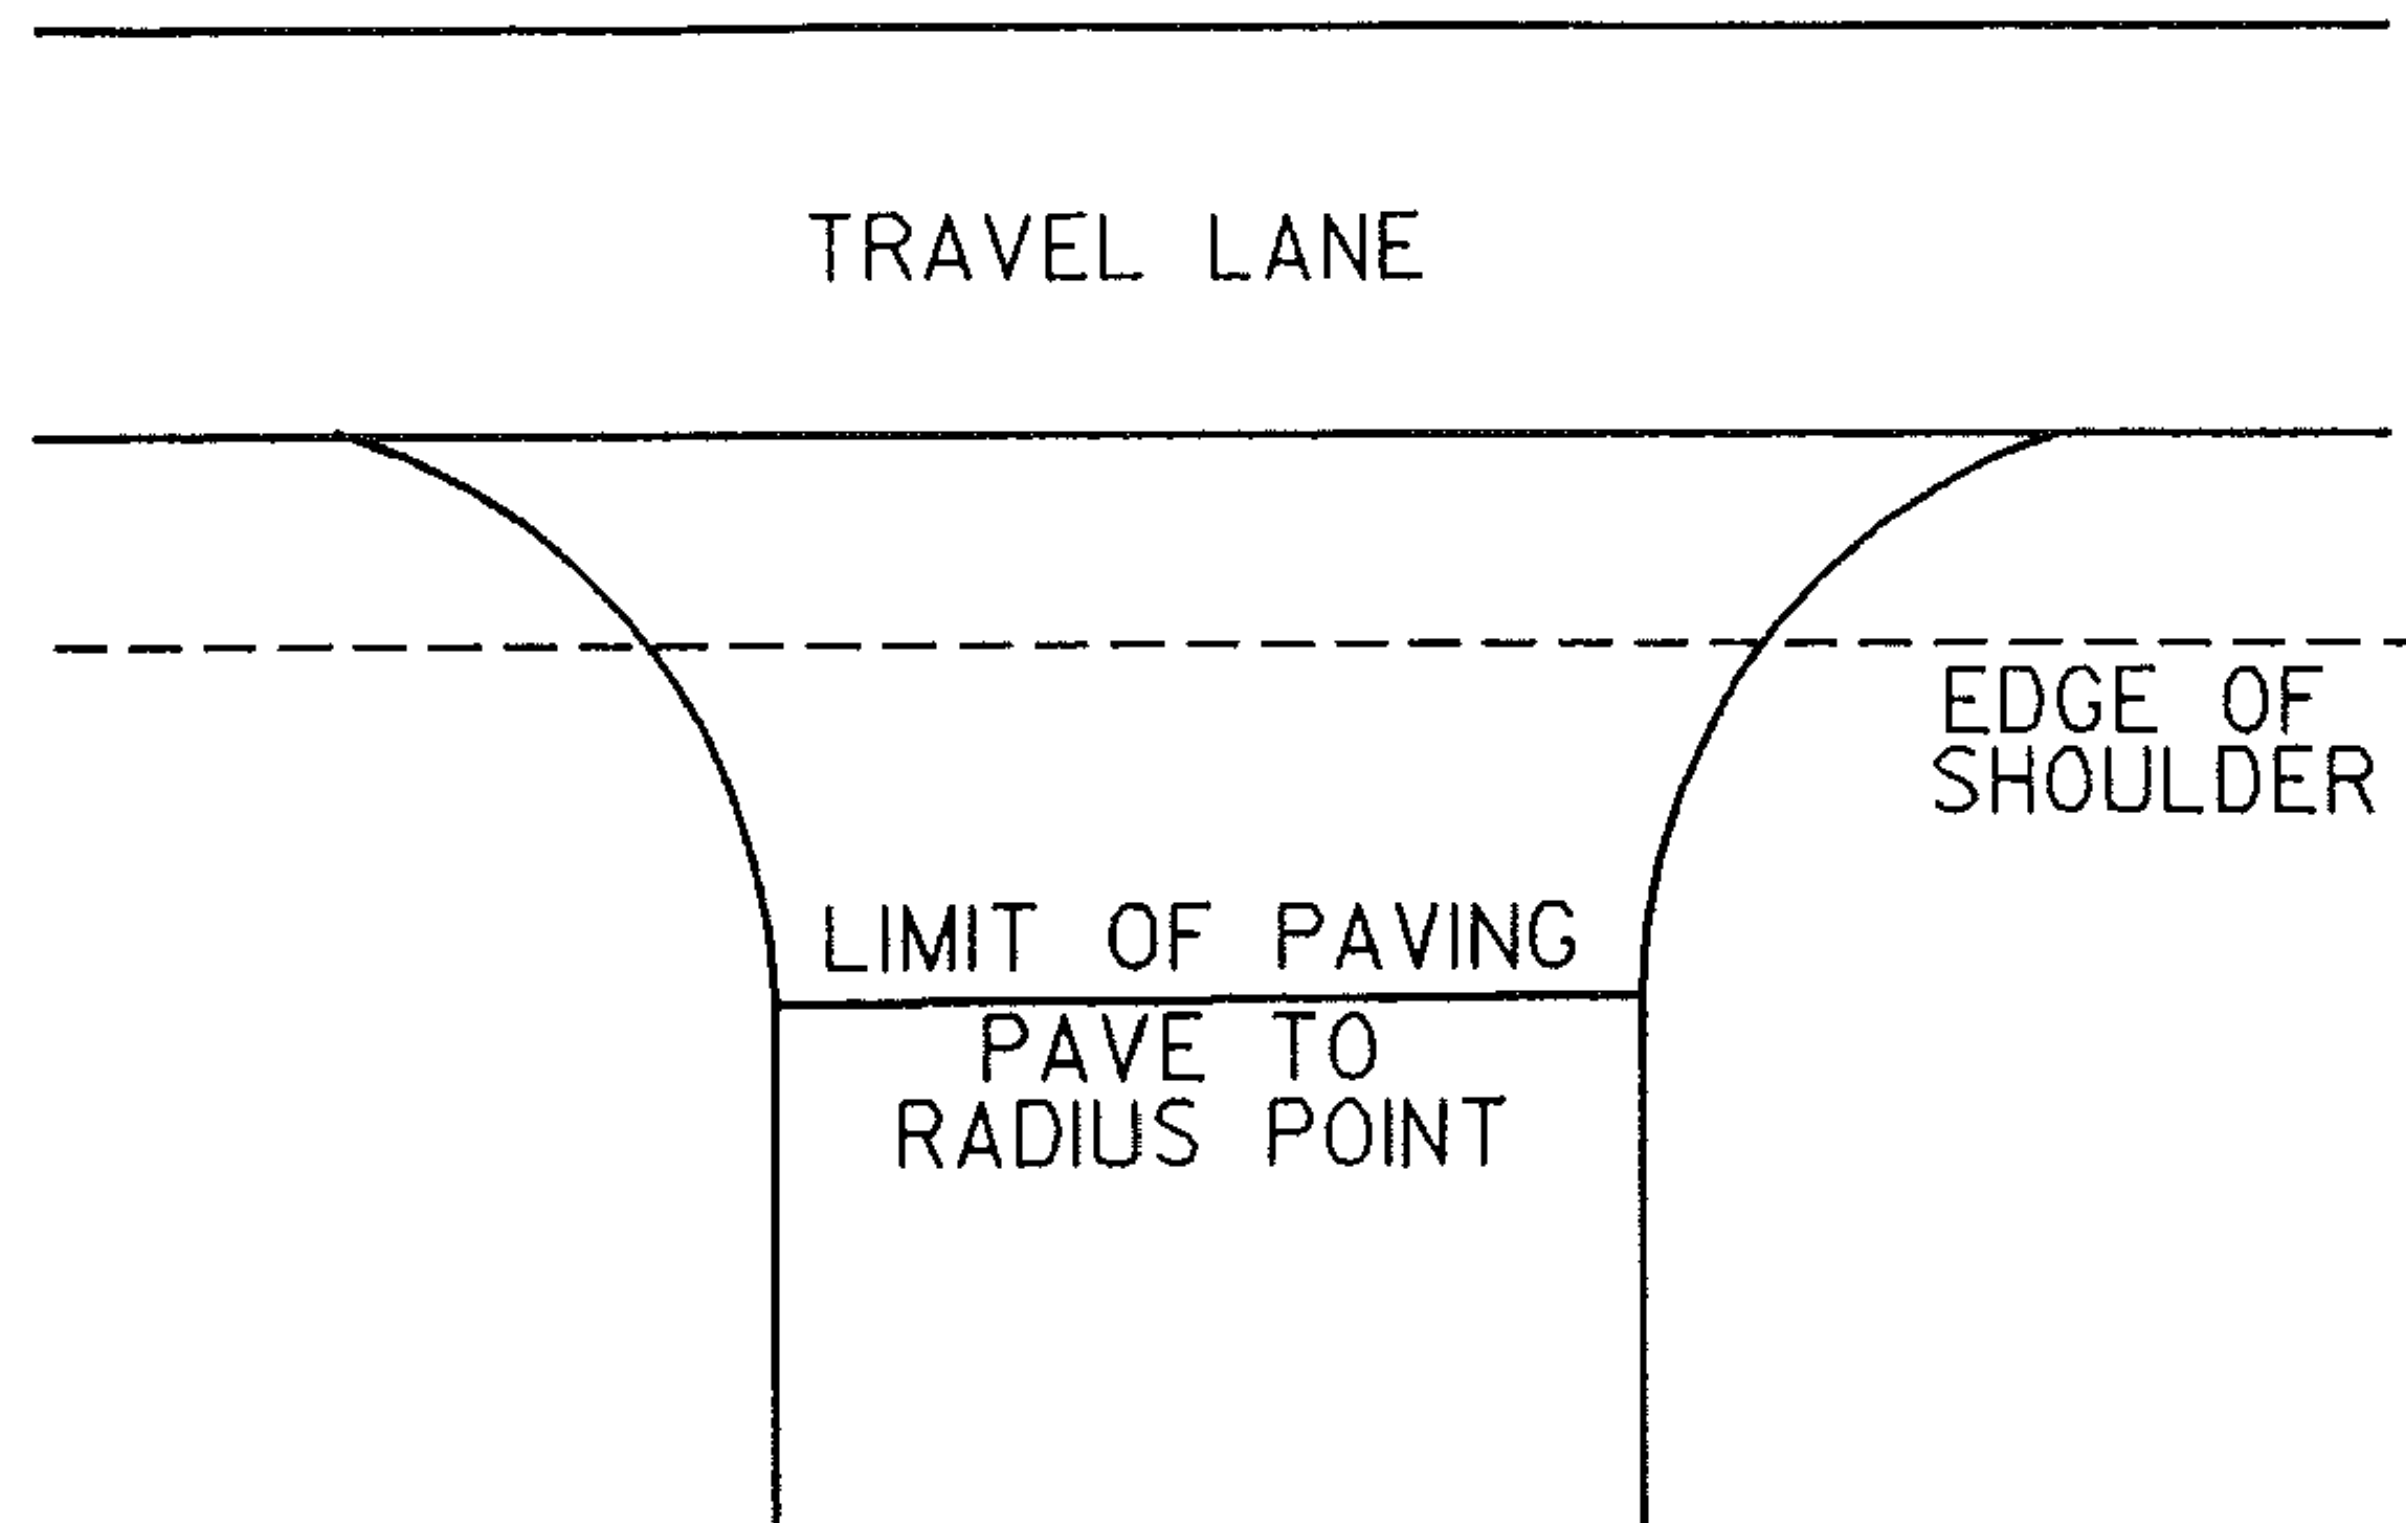 TRAVEL LANE
EDGE OF
SHOULDER
LIMIT OF PAVING
PAVE TO
RADIUS POINT